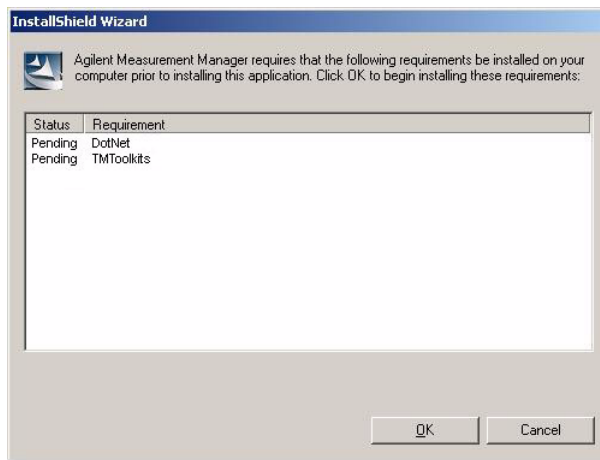 InstallShield Wizard
Agilent Measurement Manager requires that the following requirements be installed on your
computer prior to installing this application. Click OK to begin installing these requirements:
Status Requirement
Pending DotNet
Pending TMToolkits
OK Cancel